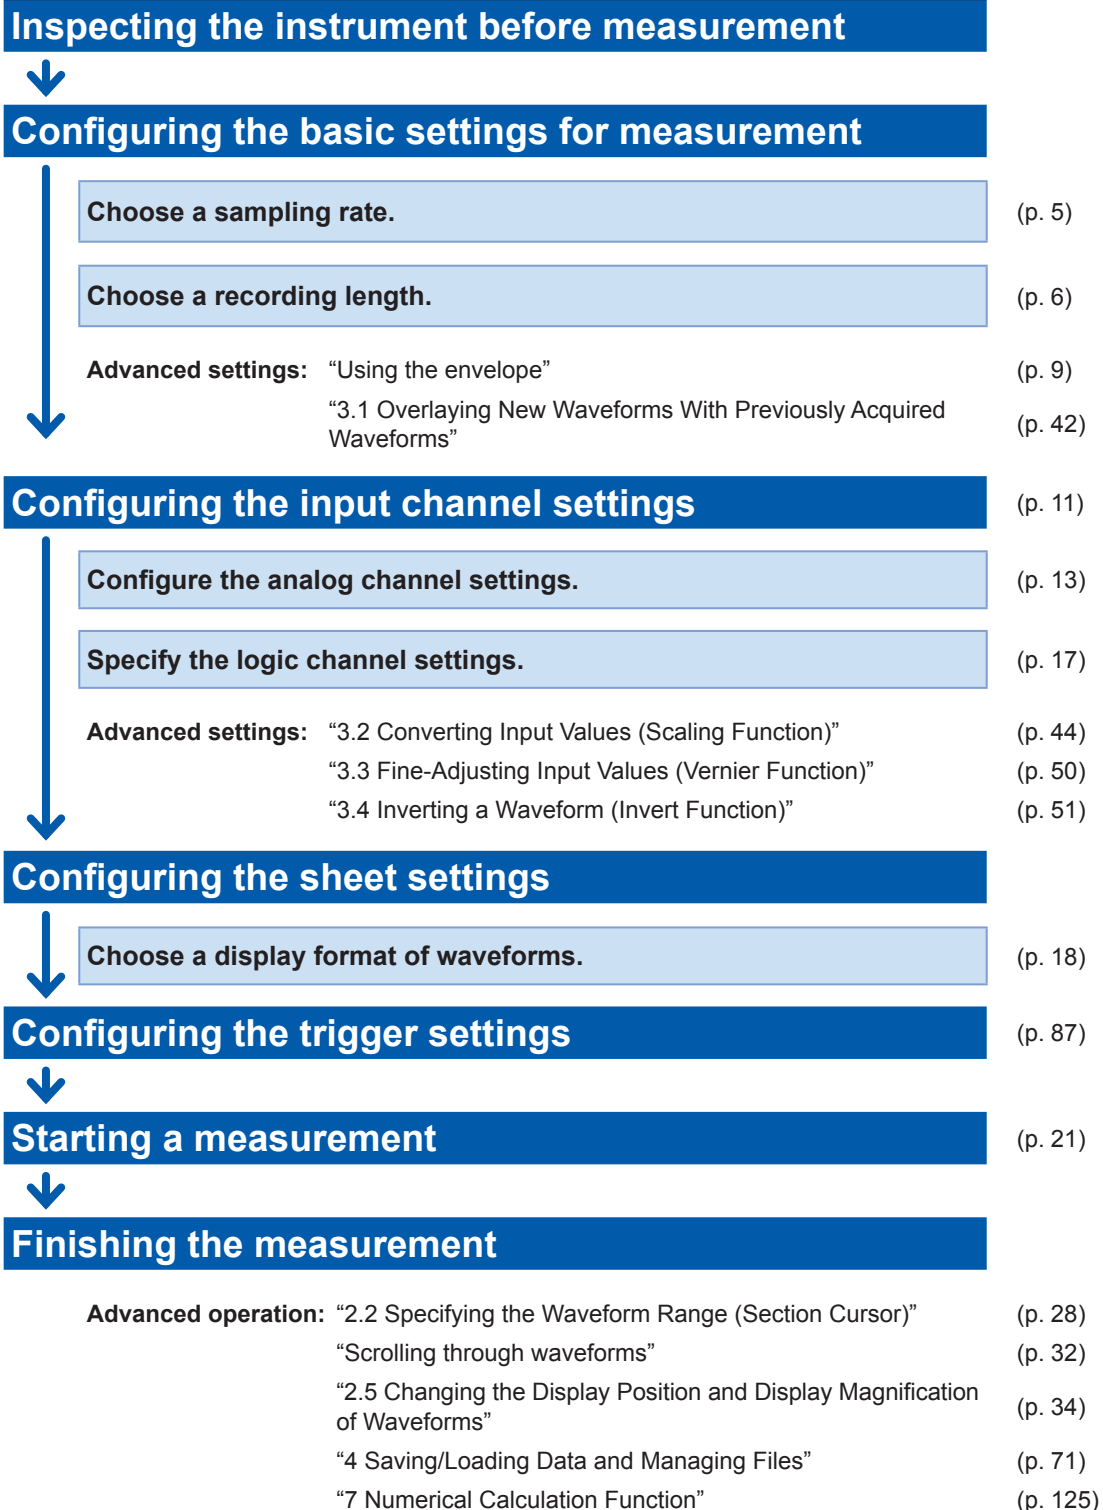 Inspecting the instrument before measurement
Configuring the basic settings for measurement
Choose a sampling rate. (p. 5)
Choose a recording length. (p. 6)
Advanced settings: “Using the envelope” (p. 9)
“3.1 Overlaying New Waveforms With Previously Acquired
Waveforms” (p. 42)
Configuring the input channel settings (p. 11)
Configure the analog channel settings. (p. 13)
Specify the logic channel settings. (p. 17)
Advanced settings: “3.2 Converting Input Values (Scaling Function)” (p. 44)
“3.3 Fine-Adjusting Input Values (Vernier Function)” (p. 50)
“3.4 Inverting a Waveform (Invert Function)” (p. 51)
Configuring the sheet settings
Choose a display format of waveforms. (p. 18)
Configuring the trigger settings (p. 87)
Starting a measurement (p. 21)
Finishing the measurement
Advanced operation: “2.2 Specifying the Waveform Range (Section Cursor)” (p. 28)
“Scrolling through waveforms” (p. 32)
“2.5 Changing the Display Position and Display Magnification
of Waveforms” (p. 34)
“4 Saving/Loading Data and Managing Files” (p. 71)
“7 Numerical Calculation Function” (p. 125)